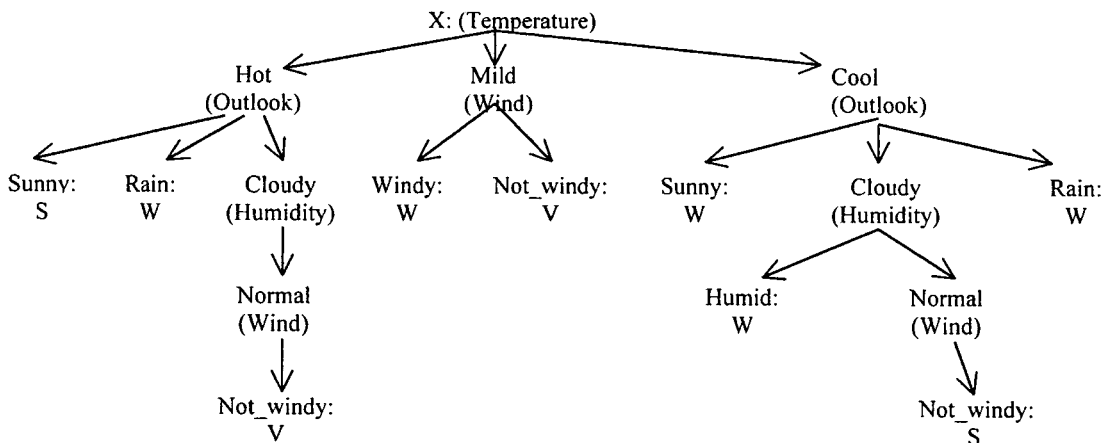 X: (Temperature)
Hot
(Outlook)
Mild
(Wind)
Cool
(Outlook)
Sunny:
S
Rain:
W
Cloudy
(Humidity)
Windy:
W
Not_windy:
V
Sunny:
W
Cloudy
(Humidity)
Rain:
W
Normal
(Wind)
Humid:
W
Normal
(Wind)
Not_windy:
V
Not_windy:
S